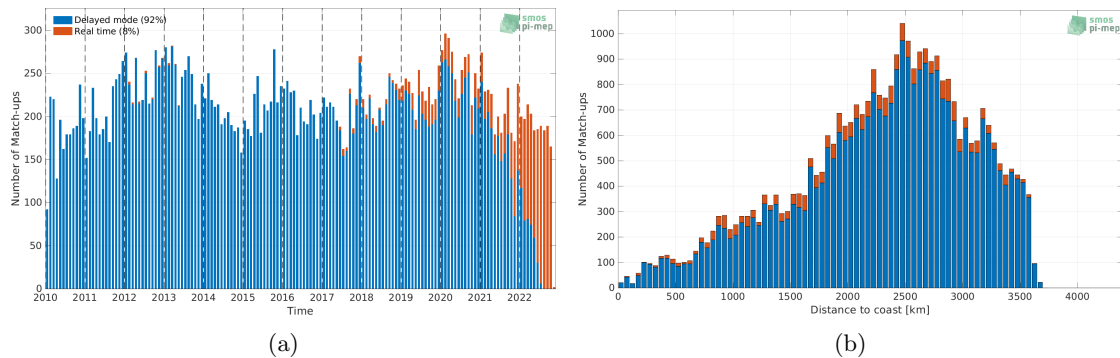 Delayed mode (92%)
Real time (8%)
smos
pi-mep
Number of Match-ups
300
250
200
150
100
50
0
2010 2011 2012 2013 2014 2015 2016 2017 2018 2019 2020 2021 2022
Time
(a)
smos
pi-mep
Number of Match-ups
1000
900
800
700
600
500
400
300
200
100
0
0 500 1000 1500 2000 2500 3000 3500 4000
Distance to coast [km]
(b)